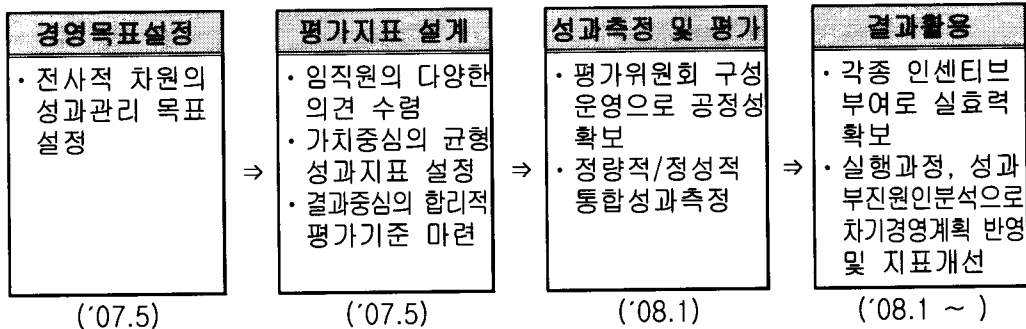 경영목표설정
· 전사적 차원의
성과관리 목표
설정
('07.5)
⇒
평가지표 설계
· 임직원의 다양한
의견 수렴
· 가치중심의 균형
성과지표 설정
· 결과중심의 합리적
평가기준 마련
('07.5)
⇒
성과측정 및 평가
· 평가위원회 구성
운영으로 공정성
확보
· 정량적/정성적
통합성과측정
('08.1)
⇒
결과활용
· 각종 인센티브
부여로 실효력
확보
· 실행과정, 성과
부진원인분석으로
차기경영계획 반영
및 지표개선
('08.1 ~ )